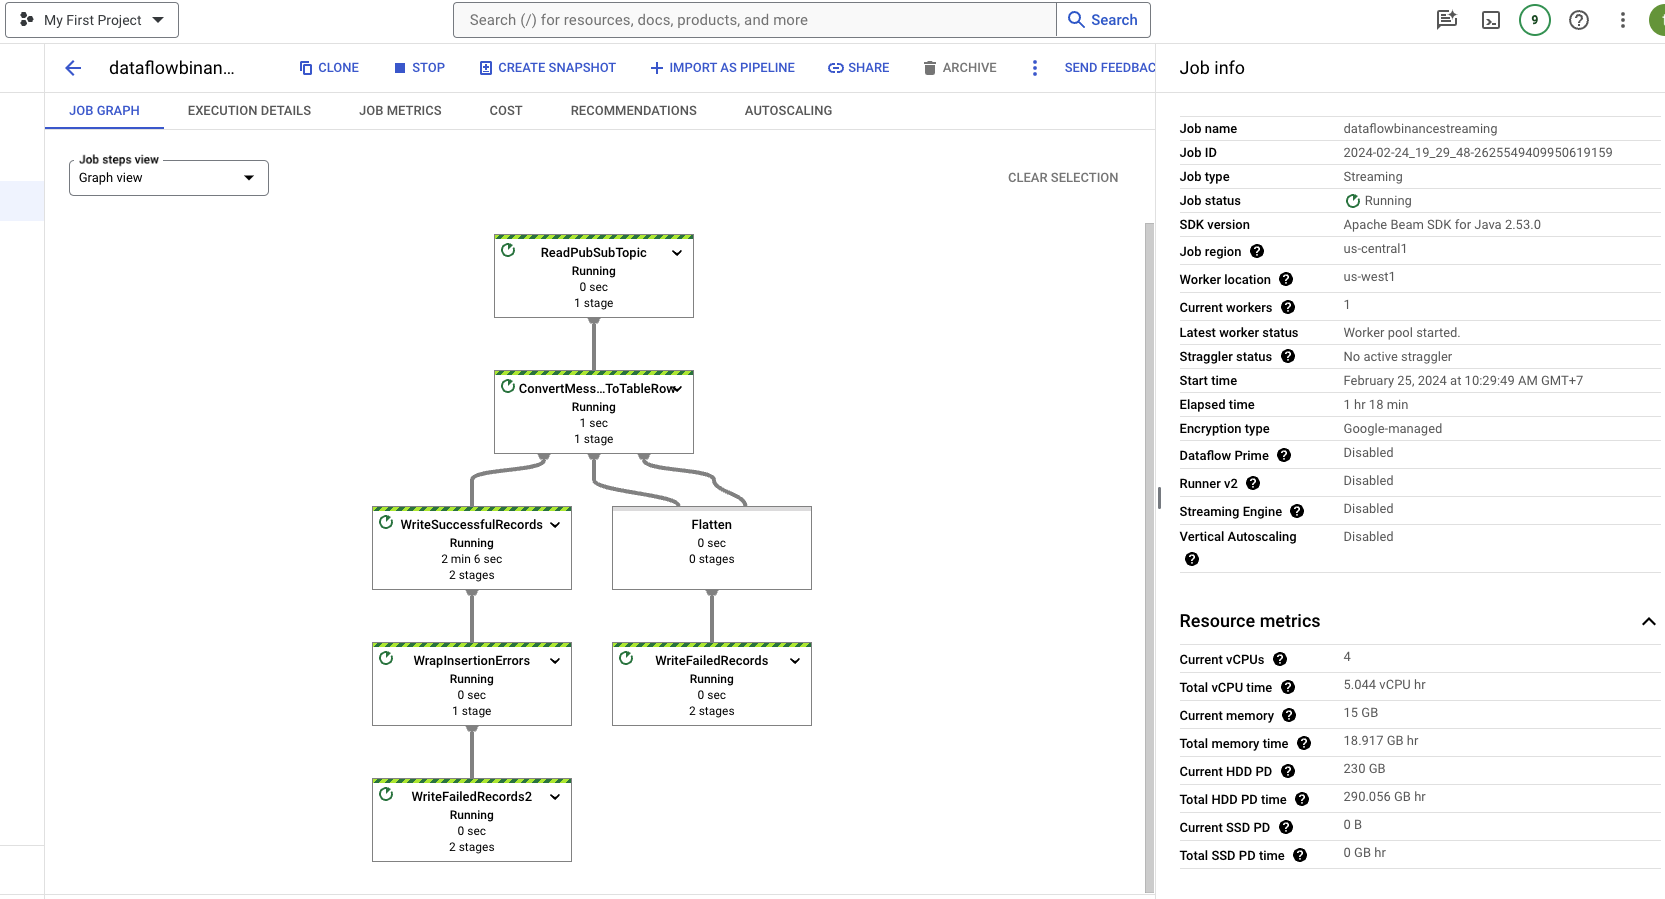 My First Project
Search (/) for resources, docs, products, and more
Search
9
dataflowbinan...
CLONE
STOP
CREATE SNAPSHOT
IMPORT AS PIPELINE
SHARE
ARCHIVE
SEND FEEDBAC
JOB GRAPH
EXECUTION DETAILS
JOB METRICS
COST
RECOMMENDATIONS
AUTOSCALING
Job steps view
Graph view
CLEAR SELECTION
ReadPubSubTopic
Running
0 sec
1 stage
ConvertMess...ToTableRow
Running
1 sec
1 stage
WriteSuccessfulRecords
Running
2 min 6 sec
2 stages
Flatten
0 sec
0 stages
WrapInsertionErrors
Running
0 sec
1 stage
WriteFailedRecords
Running
0 sec
2 stages
WriteFailedRecords2
Running
0 sec
2 stages
Job info
Job name dataflowbinancestreaming
Job ID 2024-02-24_19_29_48-2625549409950619159
Job type Streaming
Job status Running
SDK version Apache Beam SDK for Java 2.53.0
Job region us-central1
Worker location us-west1
Current workers 1
Latest worker status Worker pool started.
Straggler status No active straggler
Start time February 25, 2024 at 10:29:49 AM GMT+7
Elapsed time 1 hr 18 min
Encryption type Google-managed
Dataflow Prime Disabled
Runner v2 Disabled
Streaming Engine Disabled
Vertical Autoscaling Disabled
Resource metrics
Current vCPUs 4
Total vCPU time 5.044 vCPU hr
Current memory 15 GB
Total memory time 18.917 GB hr
Current HDD PD 230 GB
Total HDD PD time 290.056 GB hr
Current SSD PD 0 B
Total SSD PD time 0 GB hr